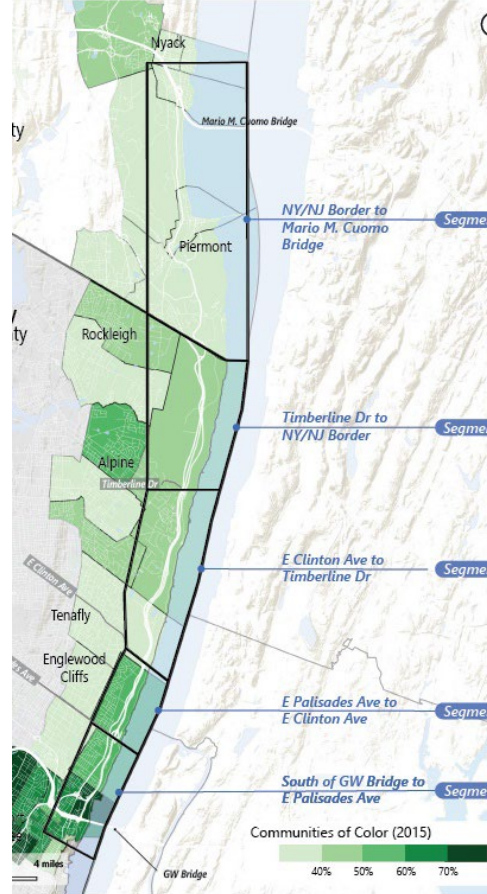 Nyack
Mario M. Cuomo Bridge
ty
NY/NJ Border to
Mario M. Cuomo
Bridge
Segme
Piermont
y
ty
Rockleigh
Timberline Dr to
NY/NJ Border
Segme
Alpine
Timberline Dr
E Clinton Ave
E Clinton Ave to
Timberline Dr
Segme
Tenafly
Englewood
Cliffs
s Ave
E Palisades Ave to
E Clinton Ave
Segme
South of GW Bridge to
E Palisades Ave
Segme
Communities of Color (2015)
40% 50% 60% 70%
4 miles
GW Bridge